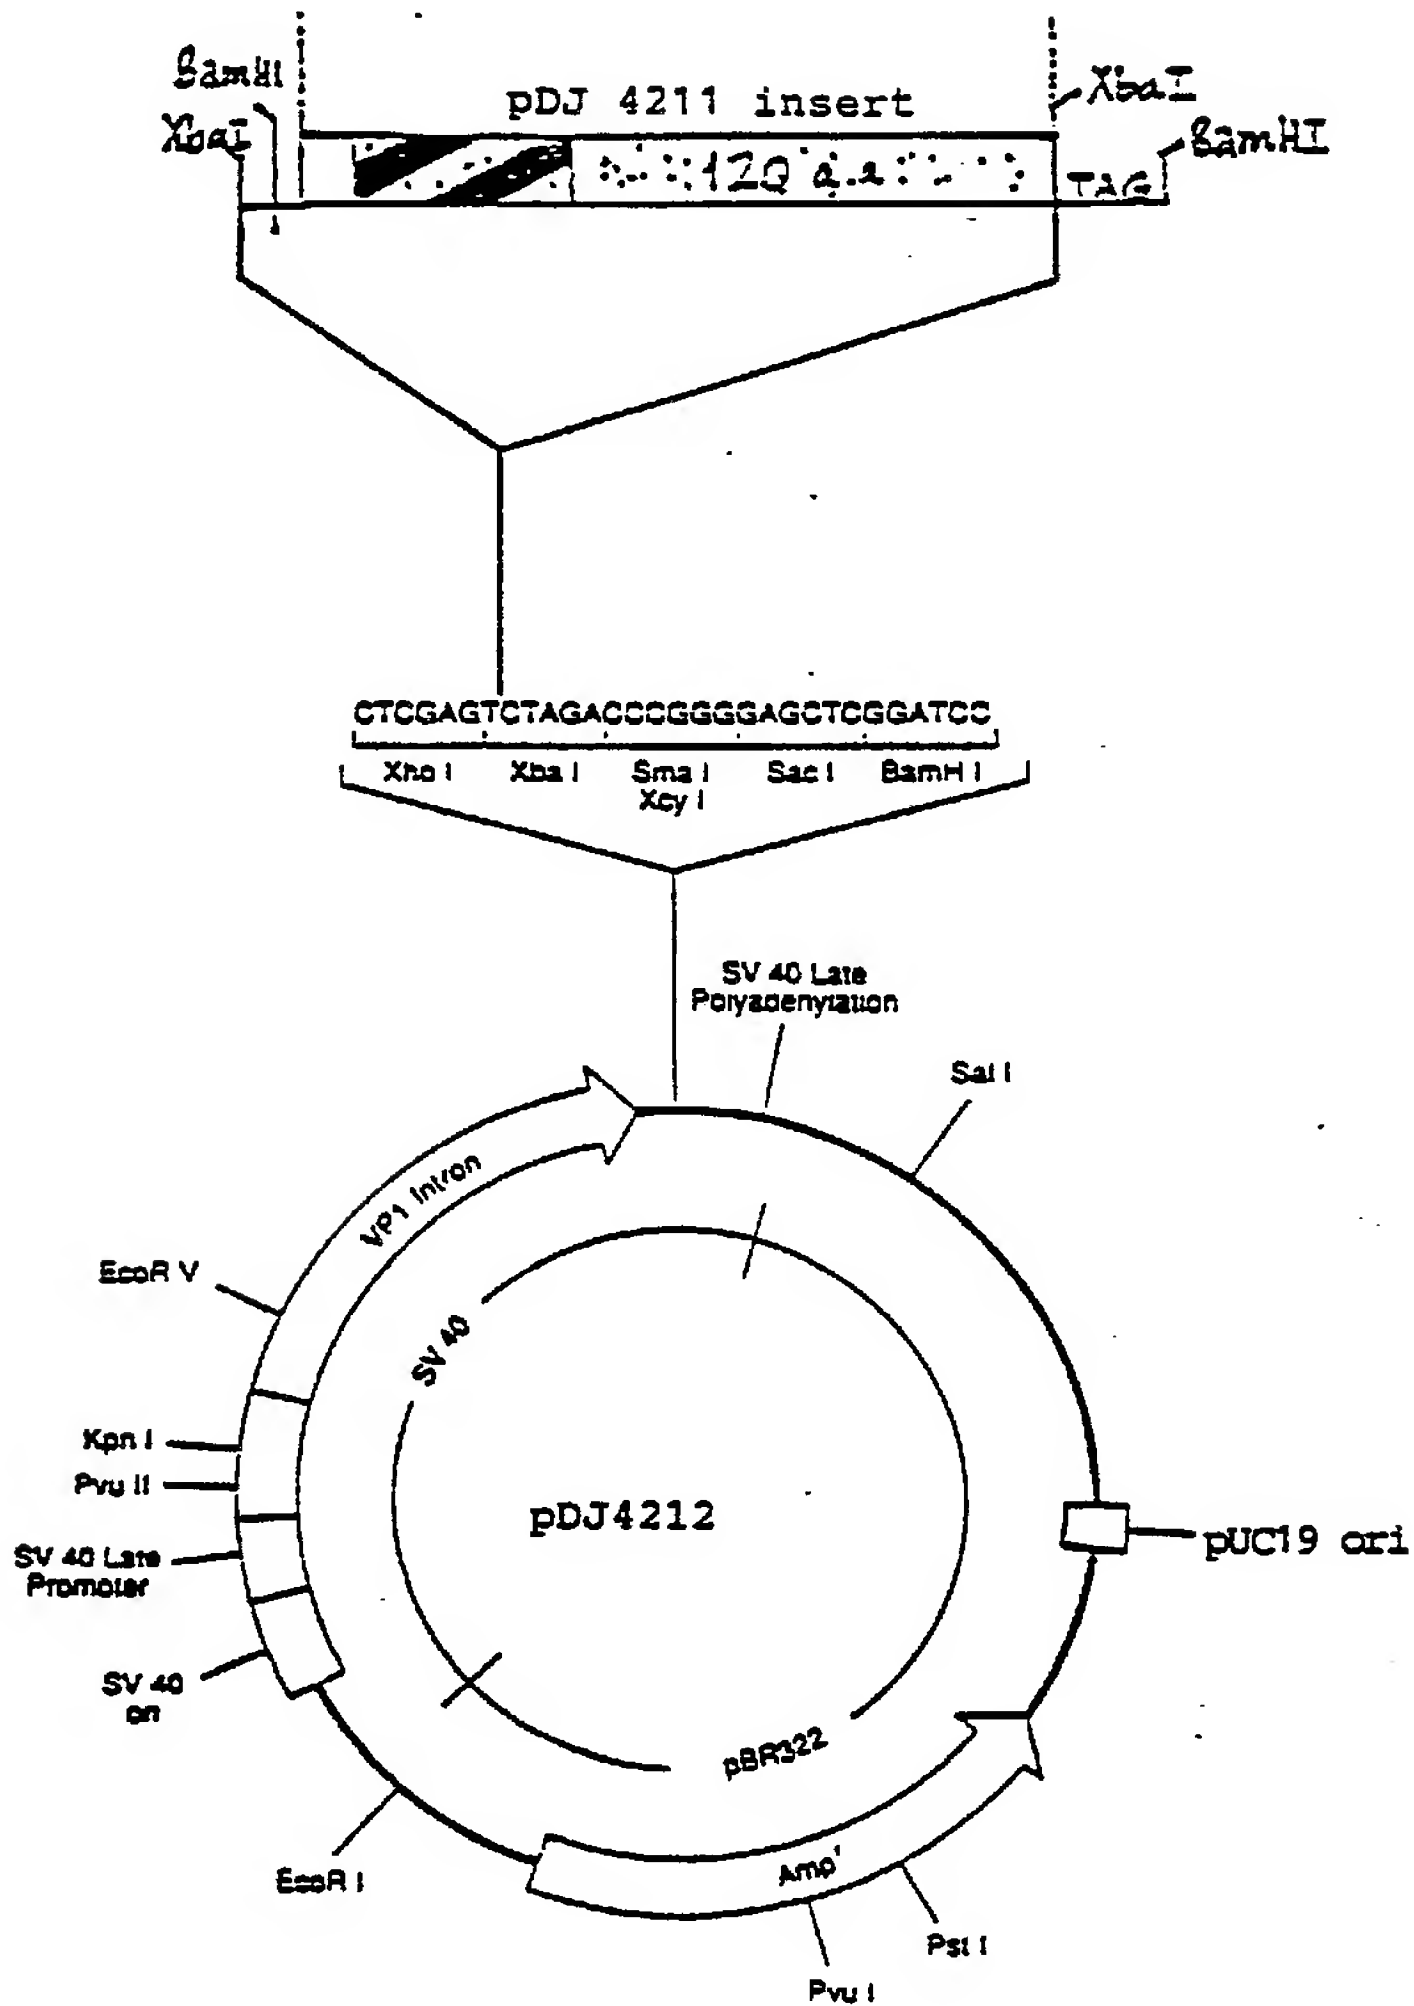 BamHI
XbaI
pDJ 4211 insert
XbaI
BamHI
120 a.a
TAG
CTCGAGTCTAGACCCGGGGAGCTCGGATCC
Xho I
Xba I
Sma I
Xcy I
Sac I
BamH I
SV 40 Late
Polyadenylation
Sal I
VP1 Intron
EcoR V
SV 40
Kpn I
Pvu II
pDJ4212
pUC19 ori
SV 40 Late
Promoter
SV 40
ori
pBR322
Ampʳ
EcoR I
Pst I
Pvu I